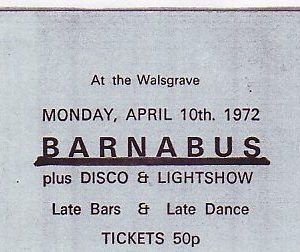 At the Walsgrave
MONDAY, APRIL 10th. 1972
BARNABUS
plus DISCO & LIGHTSHOW
Late Bars & Late Dance
TICKETS 50p